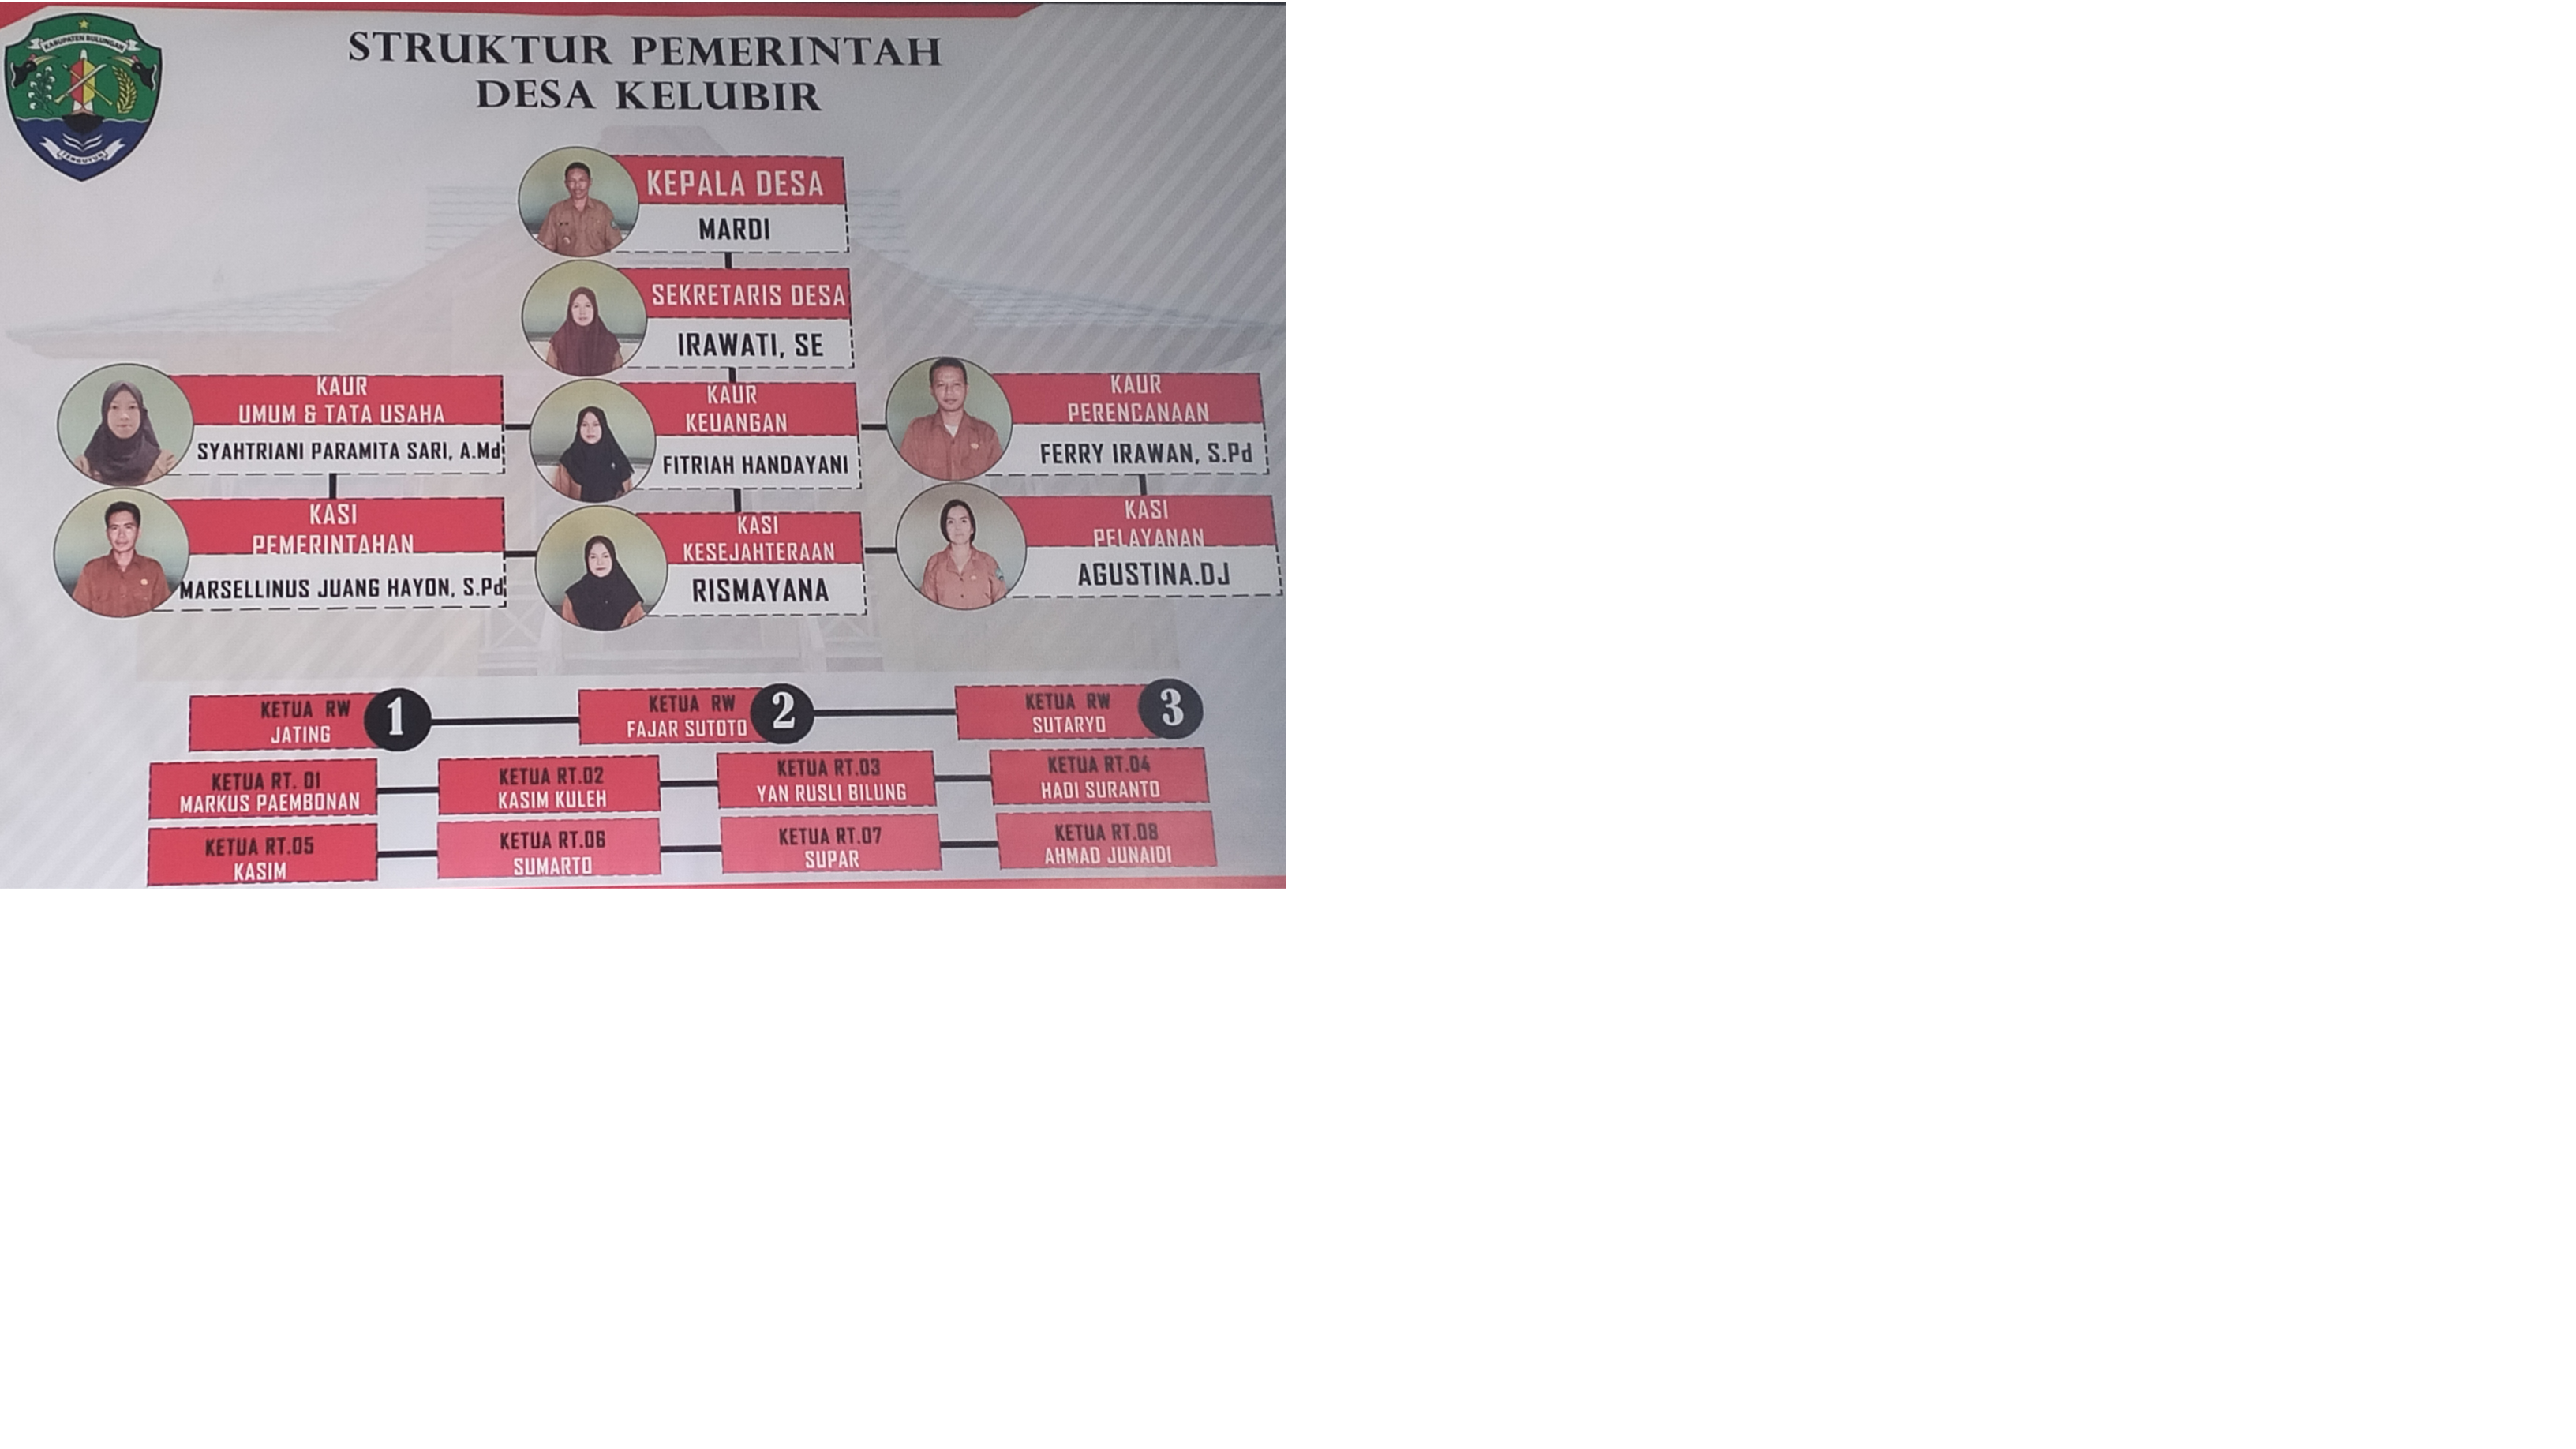 KABUPATEN BULUNGAN
STRUKTUR PEMERINTAH
DESA KELUBIR
KEPALA DESA
MARDI
SEKRETARIS DESA
IRAWATI, SE
KAUR
UMUM & TATA USAHA
SYAHTRIANI PARAMITA SARI, A.Md
KAUR
KEUANGAN
FITRIAH HANDAYANI
KAUR
PERENCANAAN
FERRY IRAWAN, S.Pd
KASI
PEMERINTAHAN
MARSELLINUS JUANG HAYON, S.Pd
KASI
KESEJAHTERAAN
RISMAYANA
KASI
PELAYANAN
AGUSTINA.DJ
KETUA RW 1
JATING
KETUA RW 2
FAJAR SUTOTO
KETUA RW 3
SUTARYO
KETUA RT. 01
MARKUS PAEMBONAN
KETUA RT.02
KASIM KULEH
KETUA RT.03
YAN RUSLI BILUNG
KETUA RT.04
HADI SURANTO
KETUA RT.05
KASIM
KETUA RT.06
SUMARTO
KETUA RT.07
SUPAR
KETUA RT.08
AHMAD JUNAIDI